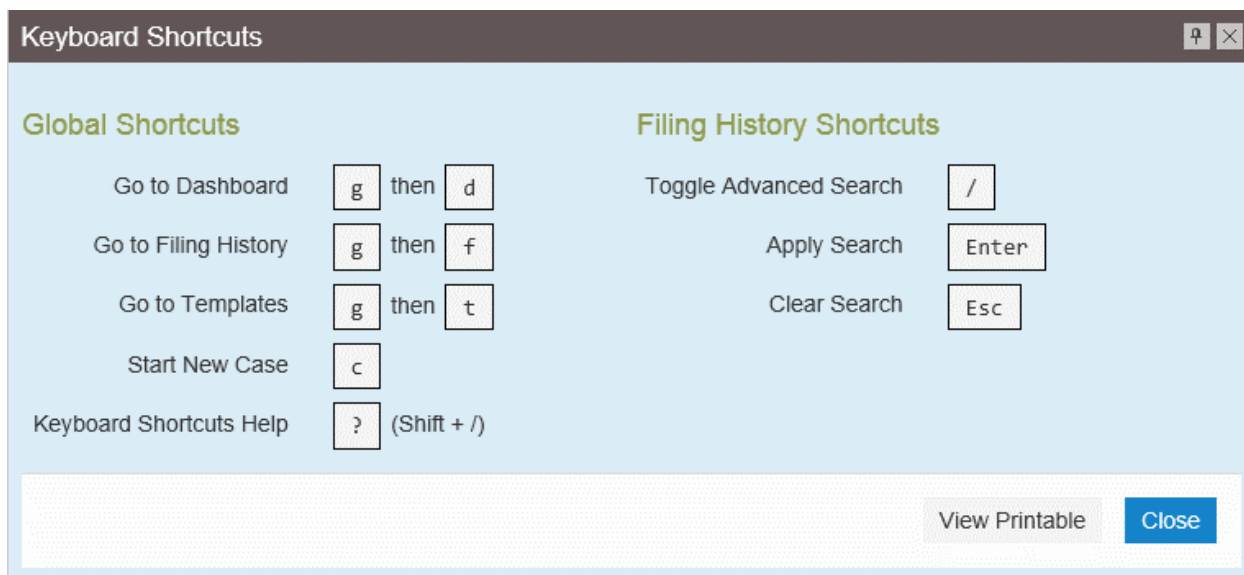 Keyboard Shortcuts
Global Shortcuts
Go to Dashboard g then d
Go to Filing History g then f
Go to Templates g then t
Start New Case c
Keyboard Shortcuts Help ? (Shift + /)
Filing History Shortcuts
Toggle Advanced Search /
Apply Search Enter
Clear Search Esc
View Printable Close